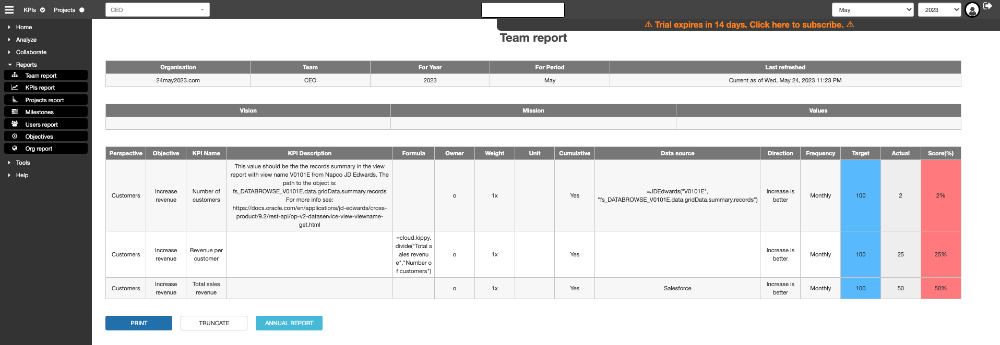 KPIs Projects CEO May 2023
⚠ Trial expires in 14 days. Click here to subscribe. ⚠
Home
Analyze
Collaborate
Reports
Team report
KPIs report
Projects report
Milestones
Users report
Objectives
Org report
Tools
Help
Team report
Organisation Team For Year For Period Last refreshed
24may2023.com CEO 2023 May Current as of Wed, May 24, 2023 11:23 PM
Vision Mission Values
Perspective Objective KPI Name KPI Description Formula Owner Weight Unit Cumulative Data source Direction Frequency Target Actual Score(%)
Customers
Increase
revenue
Number of
customers
This value should be the the records summary in the view
report with view name V0101E from Napco JD Edwards. The
path to the object is:
fs_DATABROWSE_V0101E.data.gridData.summary.records
For more info see:
https://docs.oracle.com/en/applications/jd-edwards/cross-
product/9.2/rest-api/op-v2-dataservice-view-viewname-
get.html
o
1x
Yes
=JDEdwards("V0101E",
"fs_DATABROWSE_V0101E.data.gridData.summary.records")
Increase is
better
Monthly
100
2
2%
Customers
Increase
revenue
Revenue per
customer
=cloud.kippy.
divide("Total s
ales revenu
e","Number o
f customers")
o
1x
Yes
Increase is
better
Monthly
100
25
25%
Customers
Increase
revenue
Total sales
revenue
o
1x
Yes
Salesforce
Increase is
better
Monthly
100
50
50%
PRINT TRUNCATE ANNUAL REPORT